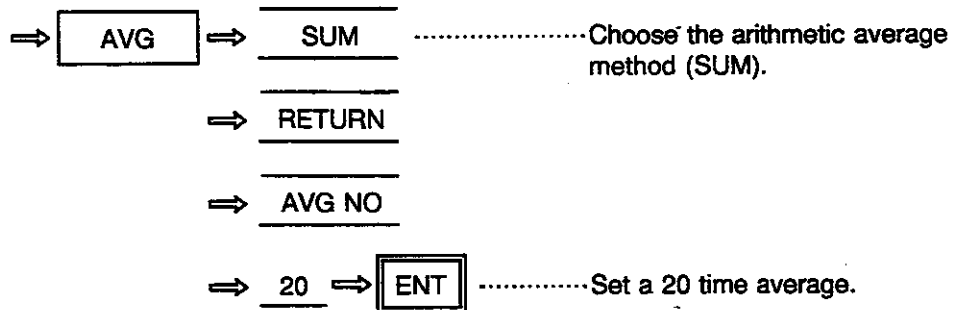 ⇒ AVG ⇒ SUM ⋯⋯⋯⋯⋯⋯ Choose the arithmetic average
method (SUM).
⇒ RETURN
⇒ AVG NO
⇒ 20 ⇒ ENT ⋯⋯⋯⋯ Set a 20 time average.